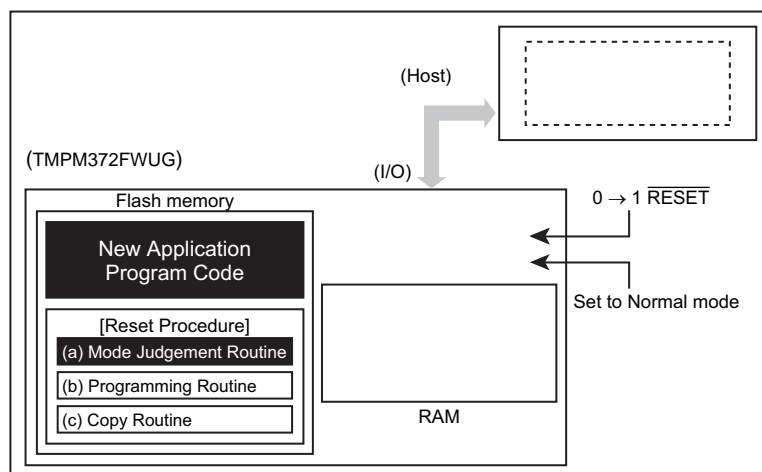 (Host)
(TMPM372FWUG)
(I/O)
0 → 1 RESET
Flash memory
New Application
Program Code
Set to Normal mode
[Reset Procedure]
(a) Mode Judgement Routine
(b) Programming Routine
(c) Copy Routine
RAM